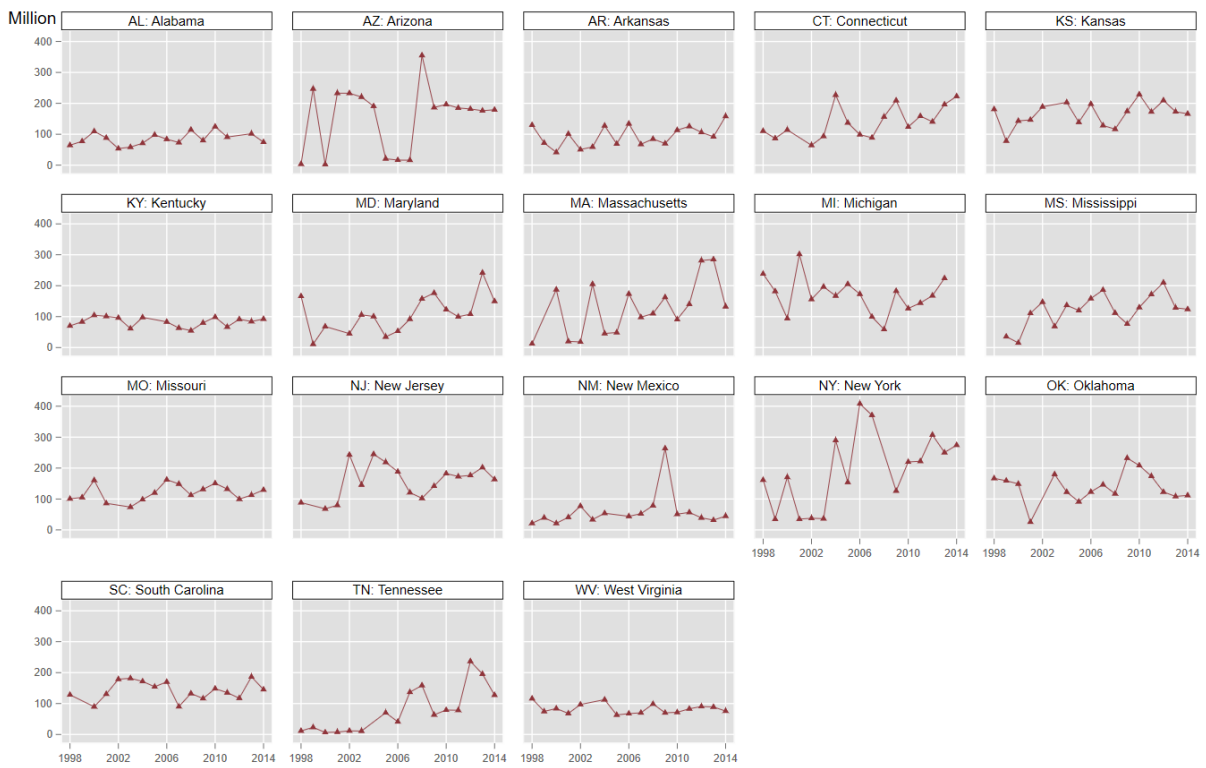 Million
AL: Alabama AZ: Arizona AR: Arkansas CT: Connecticut KS: Kansas
400
300
200
100
0
KY: Kentucky MD: Maryland MA: Massachusetts MI: Michigan MS: Mississippi
400
300
200
100
0
MO: Missouri NJ: New Jersey NM: New Mexico NY: New York OK: Oklahoma
400
300
200
100
0
1998 2002 2006 2010 2014 1998 2002 2006 2010 2014
SC: South Carolina TN: Tennessee WV: West Virginia
400
300
200
100
0
1998 2002 2006 2010 2014 1998 2002 2006 2010 2014 1998 2002 2006 2010 2014